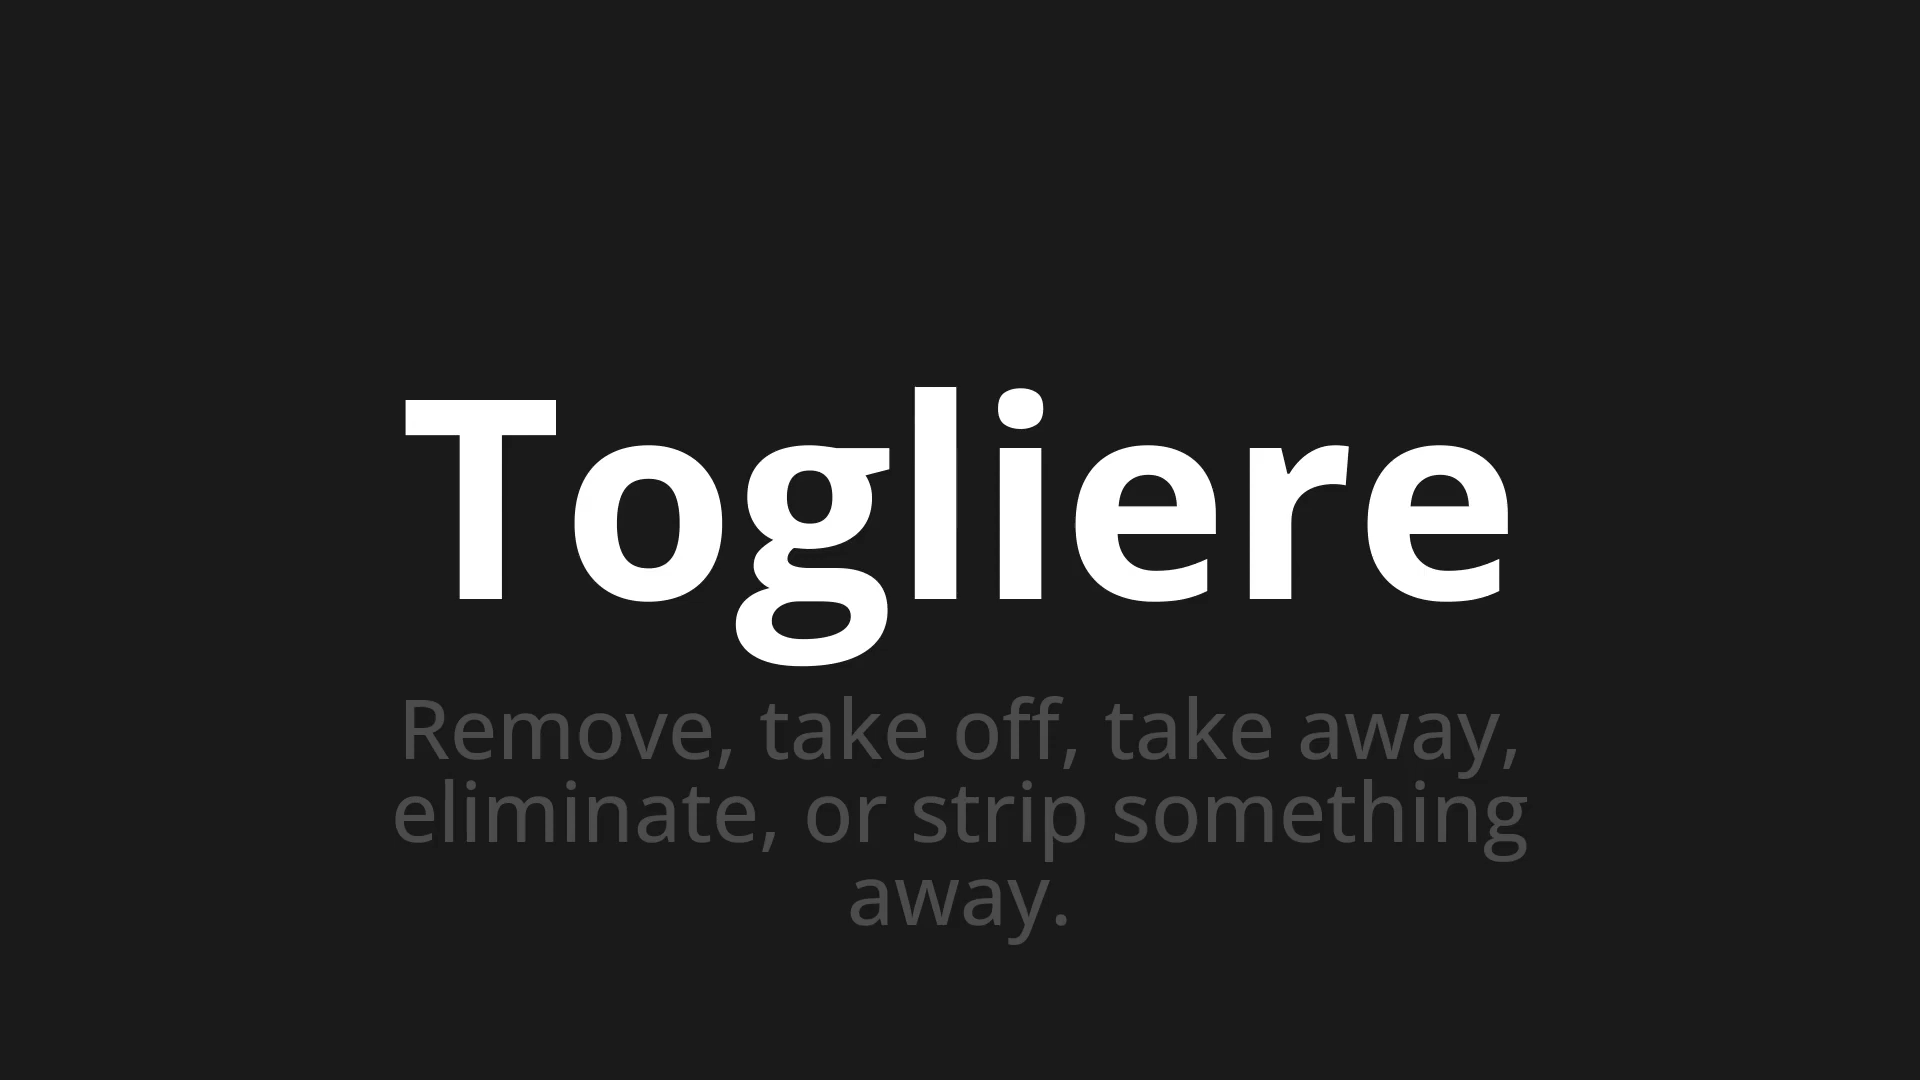 Togliere
Remove, take off, take away,
eliminate, or strip something
away.